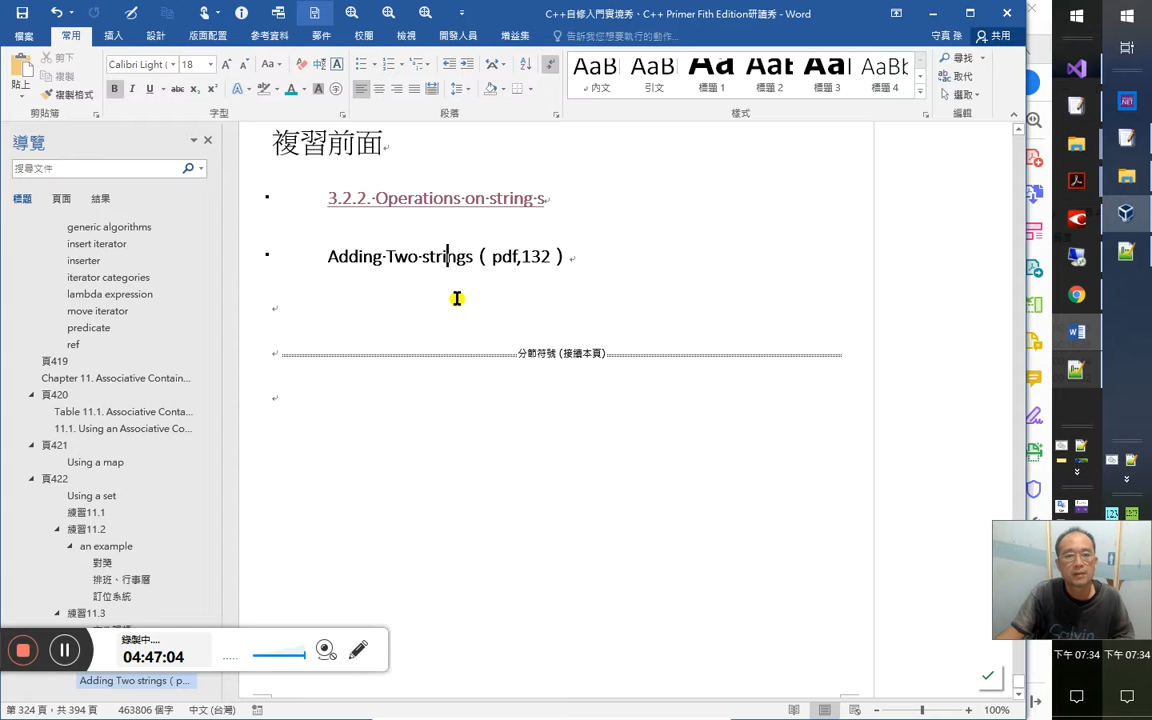 C++自修入門實境秀、C++ Primer Fifth Edition研讀秀 - Word
檔案 常用 插入 設計 版面配置 參考資料 郵件 校閱 檢視 開發人員 增益集 告訴我您想要執行的動作... 守真 孫 共用
貼上
剪下
複製
複製格式
Calibri Light ( 18
AaB AaB AaB AaB AaB AaBb
內文 內文 標題 1 標題 2 標題 3 標題 4
尋找
取代
選取
剪貼簿 字型 段落 樣式 編輯
導覽
搜尋文件
標題 頁面 結果
generic algorithms
insert iterator
inserter
iterator categories
lambda expression
move iterator
predicate
ref
頁419
Chapter 11. Associative Contain...
頁420
Table 11.1. Associative Conta...
11.1. Using an Associative Co...
頁421
Using a map
頁422
Using a set
練習11.1
練習11.2
an example
對獎
排班、行事曆
訂位系統
練習11.3
Adding Two strings ( p...
複習前面
3.2.2. Operations on string s
Adding Two strings ( pdf,132 )
分節符號 (接續本頁)
錄製中....
04:47:04
第 324 頁，共 394 頁 463806 個字 中文 (台灣) 100%
下午 07:34 下午 07:34